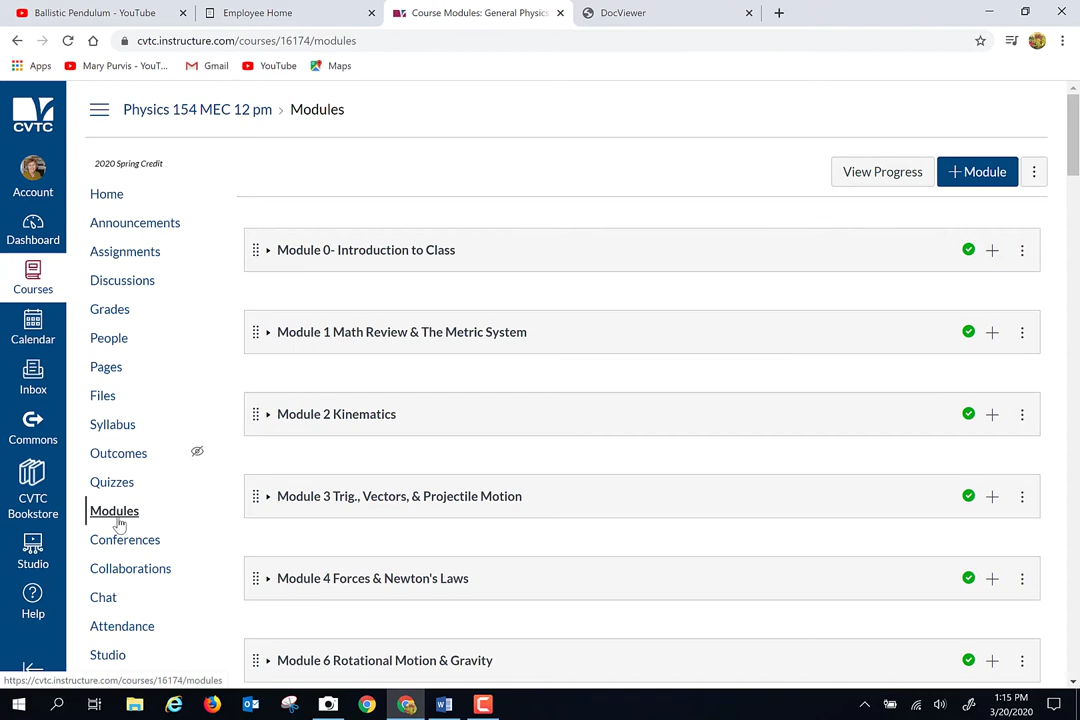 Ballistic Pendulum - YouTube
Employee Home
Course Modules: General Physics
DocViewer
cvtc.instructure.com/courses/16174/modules
Apps
Mary Purvis - YouT...
Gmail
YouTube
Maps
CVTC
Account
Dashboard
Courses
Calendar
Inbox
Commons
CVTC
Bookstore
Studio
Help
Physics 154 MEC 12 pm > Modules
2020 Spring Credit
Home
Announcements
Assignments
Discussions
Grades
People
Pages
Files
Syllabus
Outcomes
Quizzes
Modules
Conferences
Collaborations
Chat
Attendance
Studio
View Progress
+ Module
Module 0- Introduction to Class
Module 1 Math Review & The Metric System
Module 2 Kinematics
Module 3 Trig., Vectors, & Projectile Motion
Module 4 Forces & Newton's Laws
Module 6 Rotational Motion & Gravity
https://cvtc.instructure.com/courses/16174/modules
1:15 PM
3/20/2020